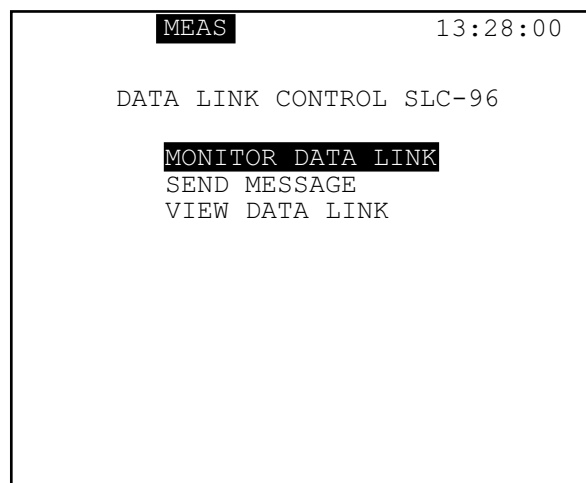 MEAS 13:28:00
DATA LINK CONTROL SLC-96
MONITOR DATA LINK
SEND MESSAGE
VIEW DATA LINK